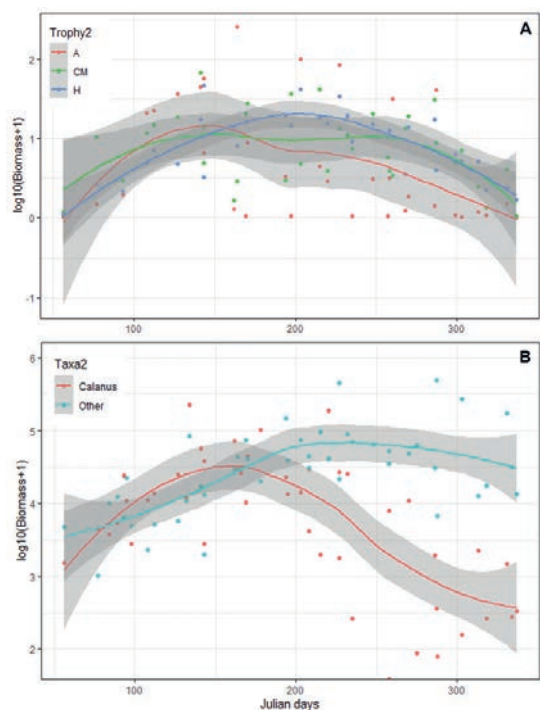 A
Trophy2
A
CM
H
2
1
0
-1
log10(Biomass+1)
100 200 300
B
Taxa2
Calanus
Other
6
5
4
3
2
log10(Biomass+1)
100 200 300
Julian days